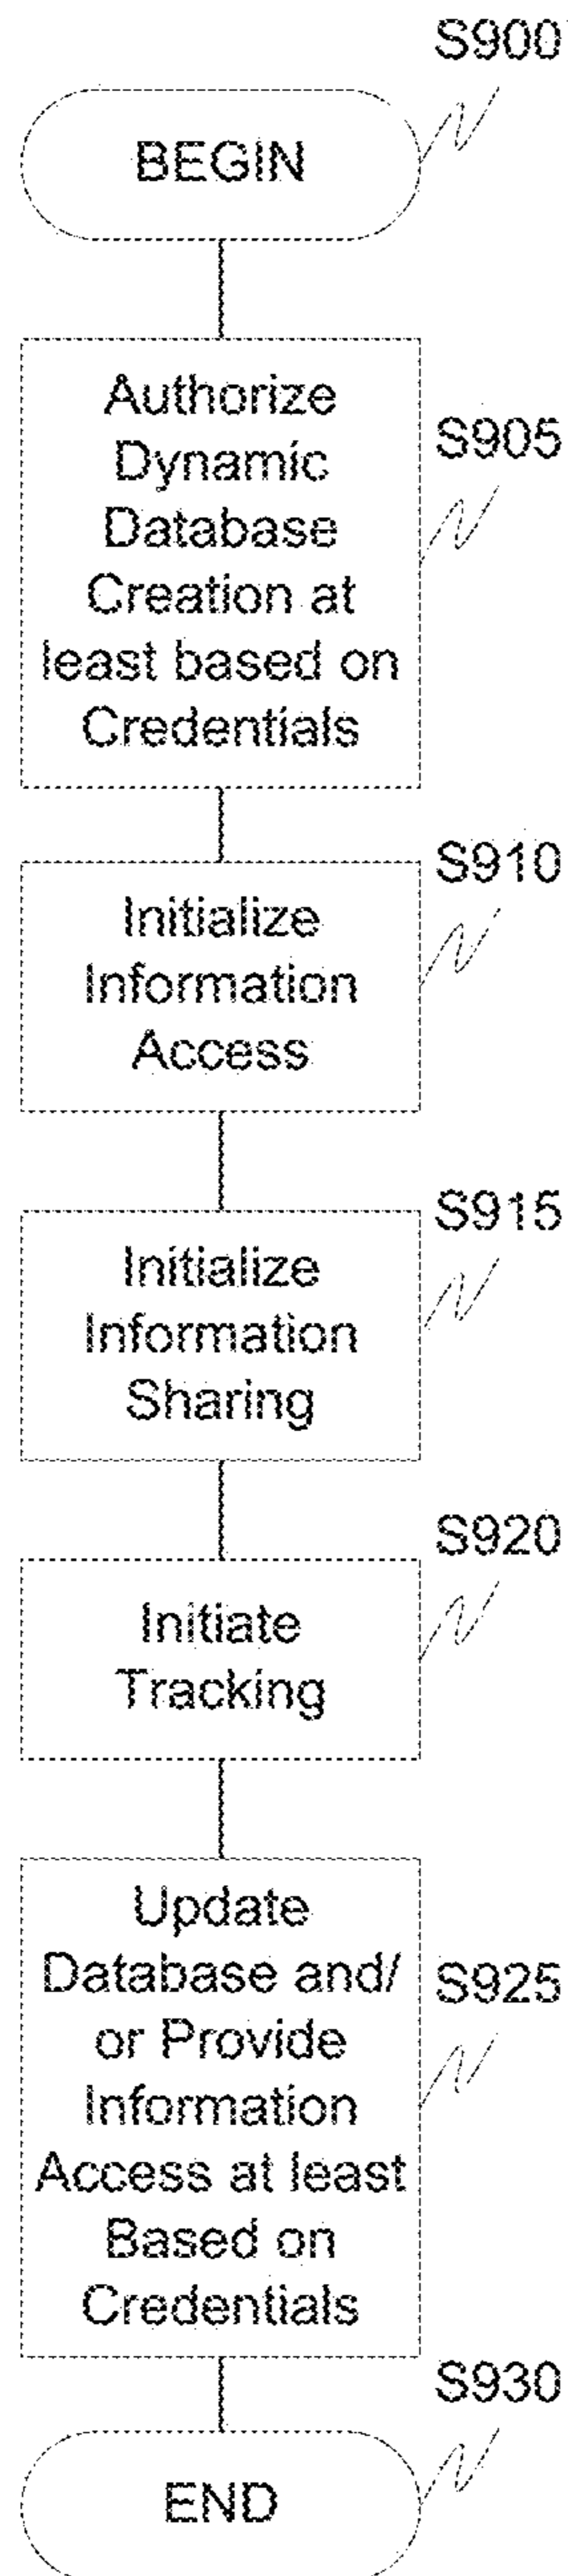 S900
BEGIN
Authorize
Dynamic
Database
Creation at
least based on
Credentials
S905
Initialize
Information
Access
S910
Initialize
Information
Sharing
S915
Initiate
Tracking
S920
Update
Database and/
or Provide
Information
Access at least
Based on
Credentials
S925
END
S930